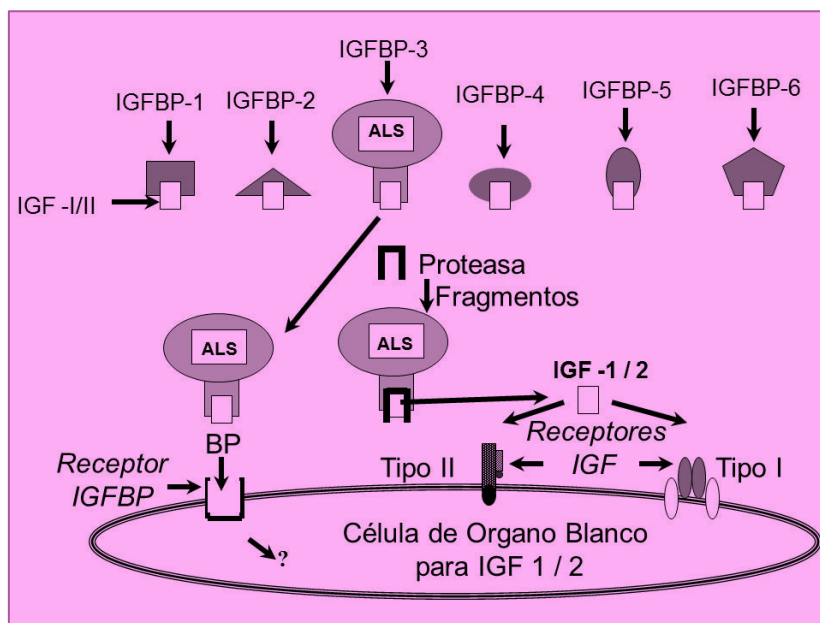 IGFBP-3
IGFBP-1
IGFBP-2
IGFBP-4
IGFBP-5
IGFBP-6
ALS
IGF -I/II
Proteasa
Fragmentos
ALS
ALS
IGF -1 / 2
BP
Receptores
IGF
Receptor
IGFBP
Tipo II
Tipo I
?
Célula de Organo Blanco
para IGF 1 / 2